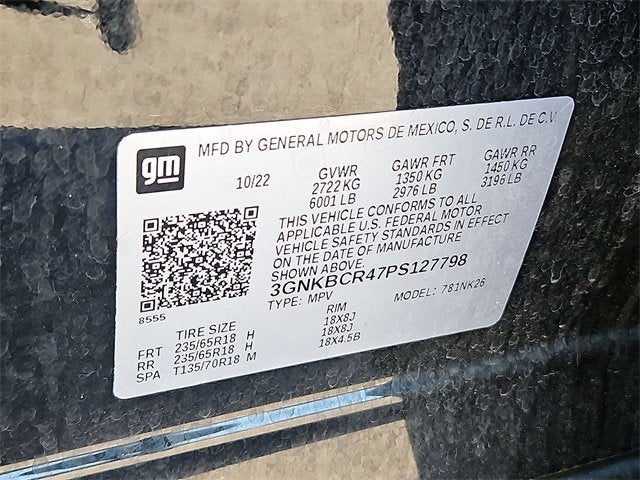 gm
MFD BY GENERAL MOTORS DE MEXICO, S. DE R.L. DE C.V.
10/22 GVWR GAWR FRT GAWR RR
2722 KG 1350 KG 1450 KG
6001 LB 2976 LB 3196 LB
THIS VEHICLE CONFORMS TO ALL
APPLICABLE U.S. FEDERAL MOTOR
VEHICLE SAFETY STANDARDS IN EFFECT
ON THE DATE OF MANUFACTURE
SHOWN ABOVE.
3GNKBCR47PS127798
TYPE: MPV MODEL: 781NK26
8555
TIRE SIZE RIM
FRT 235/65R18 H 18X8J
RR 235/65R18 H 18X8J
SPA T135/70R18 M 18X4.5B